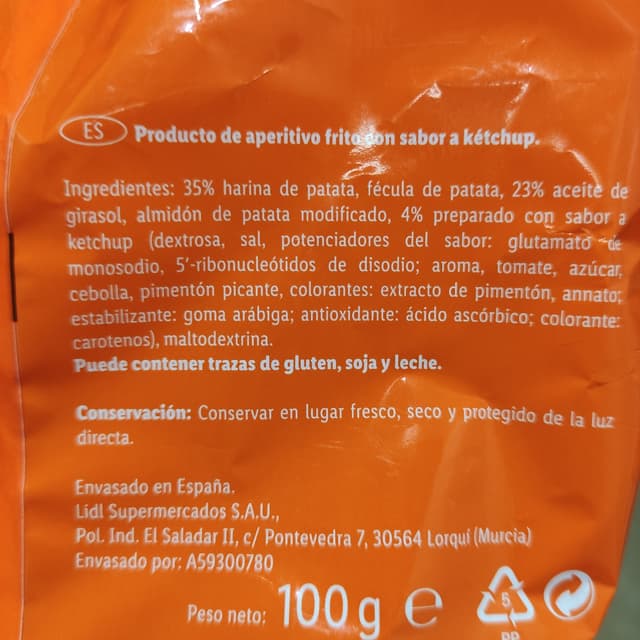 ES Producto de aperitivo frito con sabor a kétchup.
Ingredientes: 35% harina de patata, fécula de patata, 23% aceite de
girasol, almidón de patata modificado, 4% preparado con sabor a
ketchup (dextrosa, sal, potenciadores del sabor: glutamato de
monosodio, 5'-ribonucleótidos de disodio; aroma, tomate, azúcar,
cebolla, pimentón picante, colorantes: extracto de pimentón, annato;
estabilizante: goma arábiga; antioxidante: ácido ascórbico; colorante:
carotenos), maltodextrina.
Puede contener trazas de gluten, soja y leche.
Conservación: Conservar en lugar fresco, seco y protegido de la luz
directa.
Envasado en España.
Lidl Supermercados S.A.U.,
Pol. Ind. El Saladar II, c/ Pontevedra 7, 30564 Lorquí (Murcia)
Envasado por: A59300780
Peso neto: 100 g e 5
PP